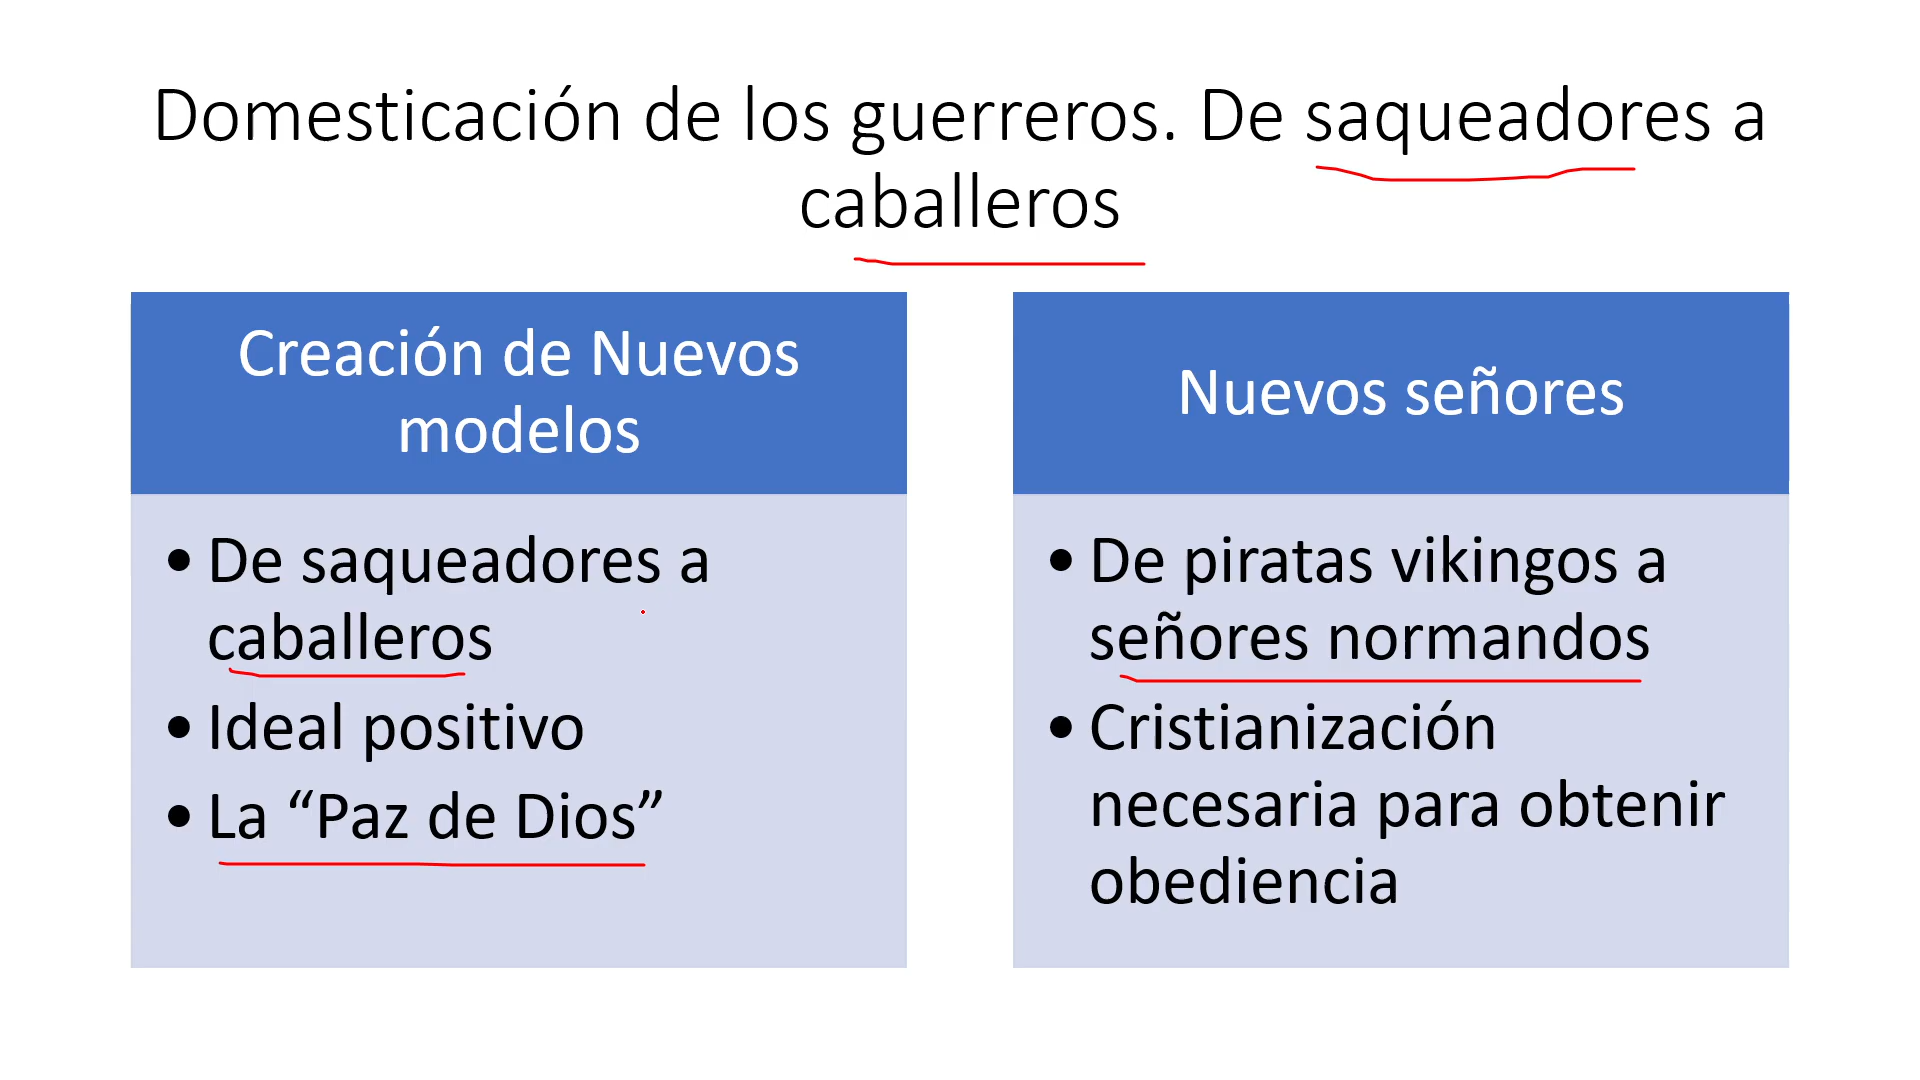 Domesticación de los guerreros. De saqueadores a
caballeros
Creación de Nuevos
modelos
• De saqueadores a
caballeros
• Ideal positivo
• La “Paz de Dios”
Nuevos señores
• De piratas vikingos a
señores normandos
• Cristianización
necesaria para obtener
obediencia